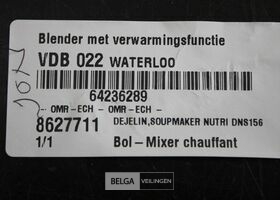 Blender met verwarmingsfunctie
VDB 022 WATERLOO
64236289
- OMR-ECH - - OMR-ECH -
8627711 DEJELIN,SOUPMAKER NUTRI DNS156
1/1 Bol-Mixer chauffant
BELGA VEILINGEN